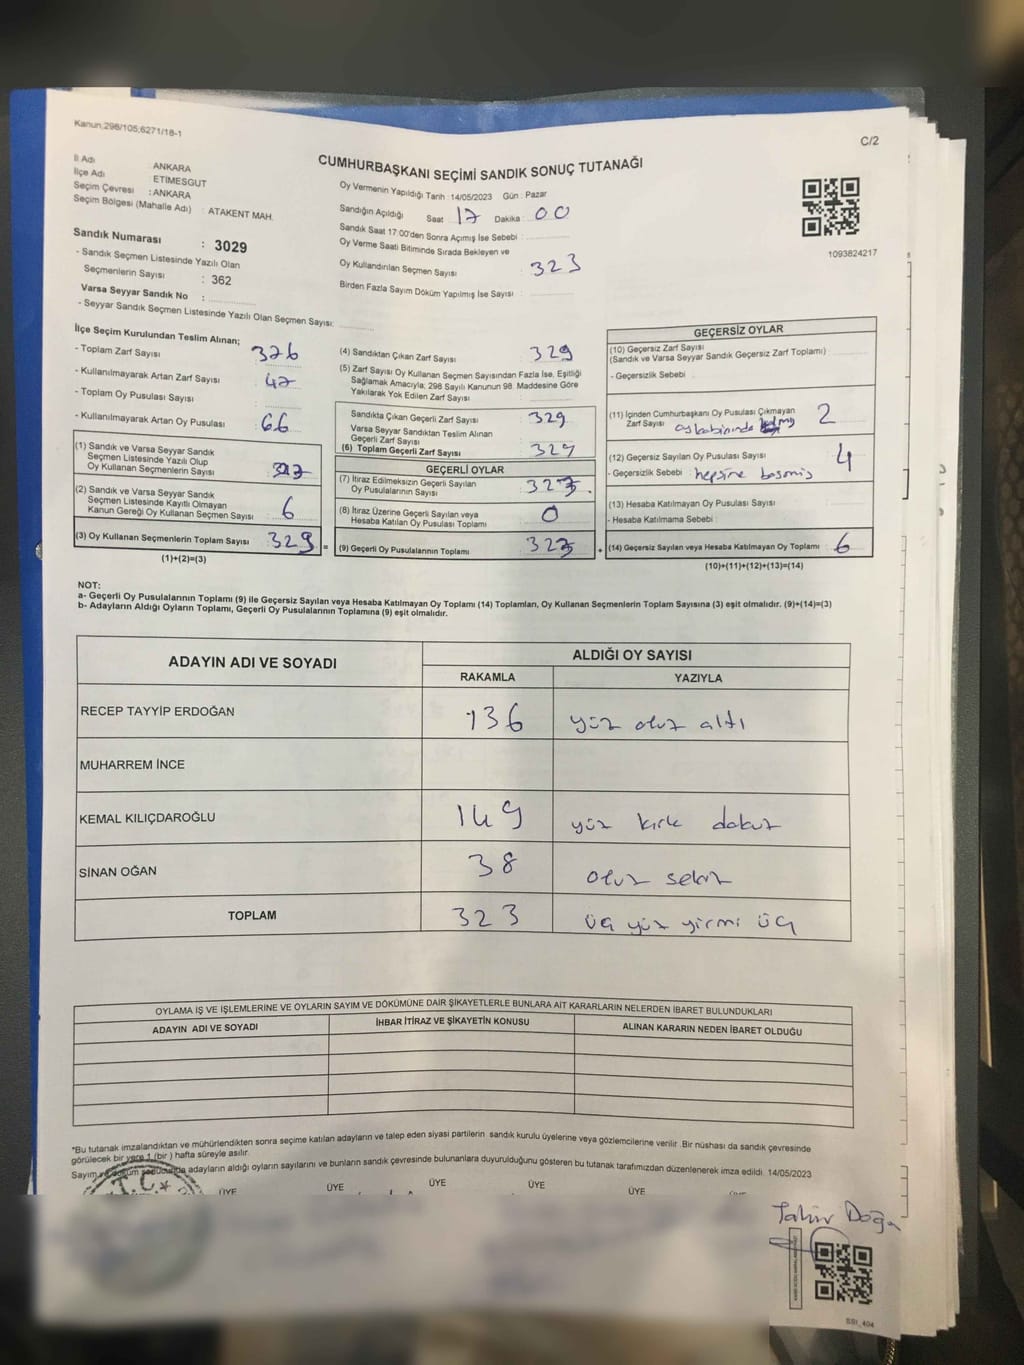 Kanun:298/105;6271/18-1
C/2
CUMHURBAŞKANI SEÇİMİ SANDIK SONUÇ TUTANAĞI
İl Adı : ANKARA
İlçe Adı : ETİMESGUT
Seçim Çevresi : ANKARA
Seçim Bölgesi (Mahalle Adı) : ATAKENT MAH.
Sandık Numarası : 3029
- Sandık Seçmen Listesinde Yazılı Olan
Seçmenlerin Sayısı : 362
Varsa Seyyar Sandık No :
- Seyyar Sandık Seçmen Listesinde Yazılı Olan Seçmen Sayısı:
Oy Vermenin Yapıldığı Tarih : 14/05/2023 Gün : Pazar
Sandığın Açıldığı Saat 17 Dakika : 00
Sandık Saat 17:00'den Sonra Açımış İse Sebebi :
Oy Verme Saati Bitiminde Sırada Bekleyen ve
Oy Kullandırılan Seçmen Sayısı : 323
Birden Fazla Sayım Döküm Yapılmış İse Sayısı :
1093824217
İlçe Seçim Kurulundan Teslim Alınan;
- Toplam Zarf Sayısı : 376
- Kullanılmayarak Artan Zarf Sayısı : 47
- Toplam Oy Pusulası Sayısı :
- Kullanılmayarak Artan Oy Pusulası : 66
(1) Sandık ve Varsa Seyyar Sandık
Seçmen Listesinde Yazılı Olup
Oy Kullanan Seçmenlerin Sayısı : 323
(2) Sandık ve Varsa Seyyar Sandık
Seçmen Listesinde Kayıtlı Olmayan
Kanun Gereği Oy Kullanan Seçmen Sayısı : 6
(3) Oy Kullanan Seçmenlerin Toplam Sayısı : 329 =
(1)+(2)=(3)
(4) Sandıktan Çıkan Zarf Sayısı : 329
(5) Zarf Sayısı Oy Kullanan Seçmen Sayısından Fazla İse, Eşitliği
Sağlamak Amacıyla; 298 Sayılı Kanunun 98. Maddesine Göre
Yakılarak Yok Edilen Zarf Sayısı :
Sandıkta Çıkan Geçerli Zarf Sayısı : 329
Varsa Seyyar Sandıktan Teslim Alınan
Geçerli Zarf Sayısı
(6) Toplam Geçerli Zarf Sayısı : 329
GEÇERLİ OYLAR
(7) İtiraz Edilmeksizin Geçerli Sayılan
Oy Pusulalarının Sayısı : 323
(8) İtiraz Üzerine Geçerli Sayılan veya
Hesaba Katılan Oy Pusulası Toplamı : 0
(9) Geçerli Oy Pusulalarının Toplamı : 323 +
GEÇERSİZ OYLAR
(10) Geçersiz Zarf Sayısı
(Sandık ve Varsa Seyyar Sandık Geçersiz Zarf Toplamı) :
- Geçersizlik Sebebi :
(11) İçinden Cumhurbaşkanı Oy Pusulası Çıkmayan
Zarf Sayısı : oy kabininde 2
(12) Geçersiz Sayılan Oy Pusulası Sayısı : 4
- Geçersizlik Sebebi : hepsine basmış
(13) Hesaba Katılmayan Oy Pusulası Sayısı :
- Hesaba Katılmama Sebebi :
(14) Geçersiz Sayılan veya Hesaba Katılmayan Oy Toplamı : 6
(10)+(11)+(12)+(13)=(14)
NOT:
a- Geçerli Oy Pusulalarının Toplamı (9) ile Geçersiz Sayılan veya Hesaba Katılmayan Oy Toplamı (14) Toplamları, Oy Kullanan Seçmenlerin Toplam Sayısına (3) eşit olmalıdır. (9)+(14)=(3)
b- Adayların Aldığı Oyların Toplamı, Geçerli Oy Pusulalarının Toplamına (9) eşit olmalıdır.
ADAYIN ADI VE SOYADI ALDIĞI OY SAYISI
RAKAMLA YAZIYLA
RECEP TAYYİP ERDOĞAN 136 yüz otuz altı
MUHARREM İNCE
KEMAL KILIÇDAROĞLU 149 yüz kırk dokuz
SİNAN OĞAN 38 otuz sekiz
TOPLAM 323 üç yüz yirmi üç
OYLAMA İŞ VE İŞLEMLERİNE VE OYLARIN SAYIM VE DÖKÜMÜNE DAİR ŞİKAYETLERLE BUNLARA AİT KARARLARIN NELERDEN İBARET BULUNDUKLARI
ADAYIN ADI VE SOYADI İHBAR İTİRAZ VE ŞİKAYETİN KONUSU ALINAN KARARIN NEDEN İBARET OLDUĞU
*Bu tutanak imzalandıktan ve mühürlendikten sonra seçime katılan adayların ve talep eden siyasi partilerin sandık kurulu üyelerine veya gözlemcilerine verilir. Bir nüshası da sandık çevresinde
görülecek bir yere 1 (bir) hafta süreyle asılır.
Sayım ve döküm sonucunda adayların aldığı oyların sayılarını ve bunların sandık çevresinde bulunanlara duyurulduğunu gösteren bu tutanak tarafımızdan düzenlenerek imza edildi. 14/05/2023
T.C.
ÜYE ÜYE ÜYE ÜYE ÜYE
Tahir Doğa